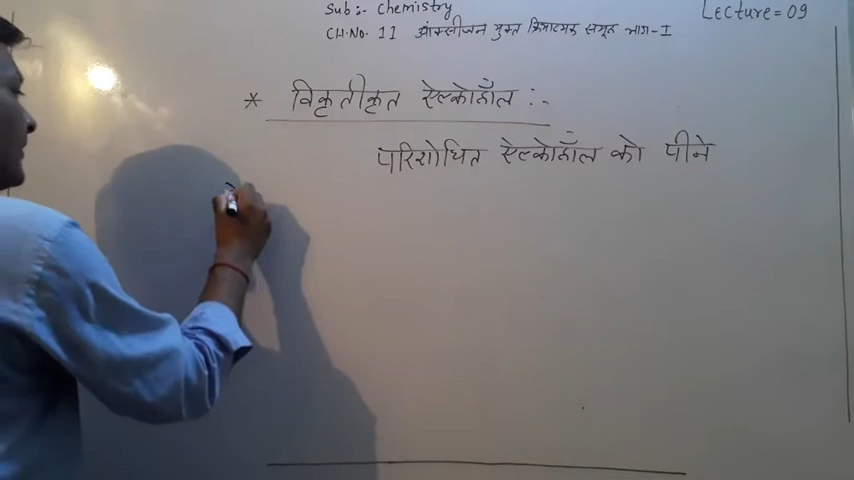 Sub:- Chemistry
Lecture = 09
CH.No. 11 ऑक्सीजन युक्त क्रियात्मक समूह भाग-I
* विकृतीकृत ऐल्कोहॉल :-
परिशोधित ऐल्कोहॉल को पीने